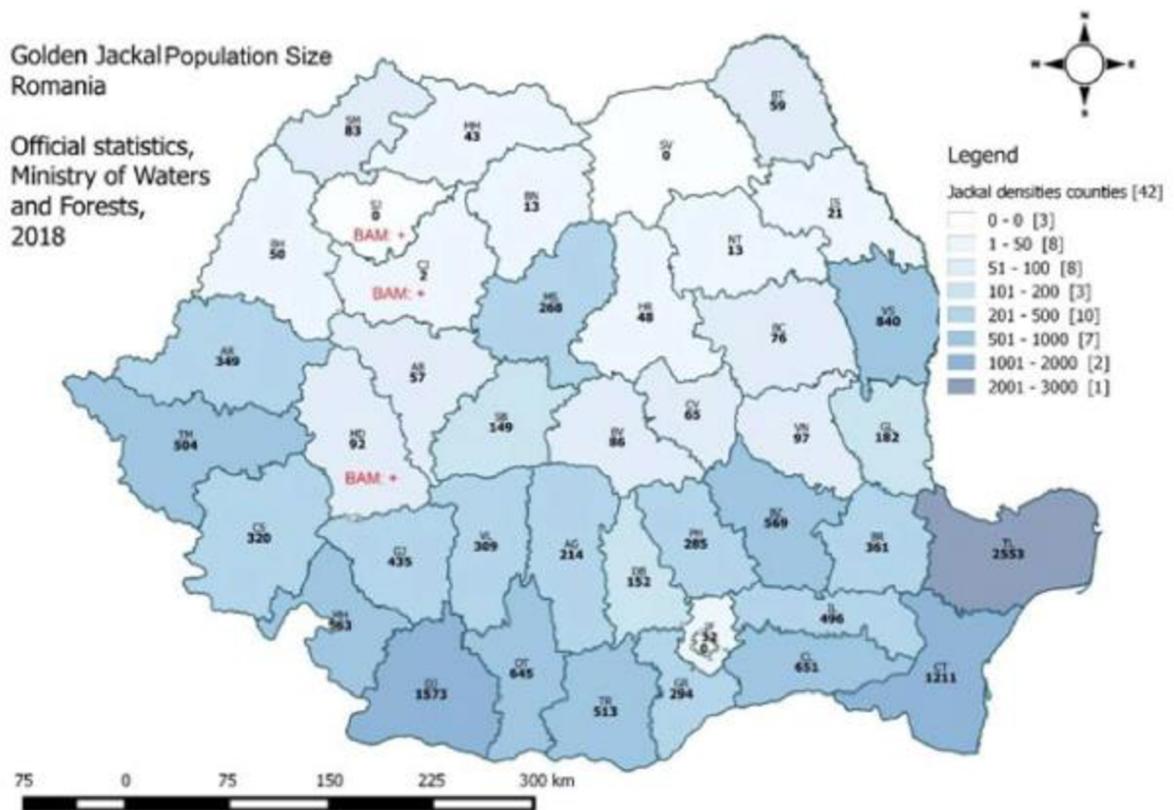 Golden Jackal Population Size
Romania
Official statistics,
Ministry of Waters
and Forests,
2018
N
E
S
Legend
Jackal densities counties [42]
0 - 0 [3]
1 - 50 [8]
51 - 100 [8]
101 - 200 [3]
201 - 500 [10]
501 - 1000 [7]
1001 - 2000 [2]
2001 - 3000 [1]
BT
59
SM
83
MM
43
SV
0
SJ
0
BAM: +
BN
13
IS
21
BH
50
CJ
2
BAM: +
NT
13
MS
268
HR
48
VS
840
BC
76
AR
349
AB
57
TM
504
HD
92
BAM: +
SB
149
BV
86
CV
65
VN
97
GL
182
CS
320
GJ
435
VL
309
AG
214
DB
152
PH
285
BZ
569
BR
361
TL
2553
MH
563
IF
32
0
IL
496
DJ
1573
OT
645
TR
513
GR
294
CL
651
CT
1211
75 0 75 150 225 300 km